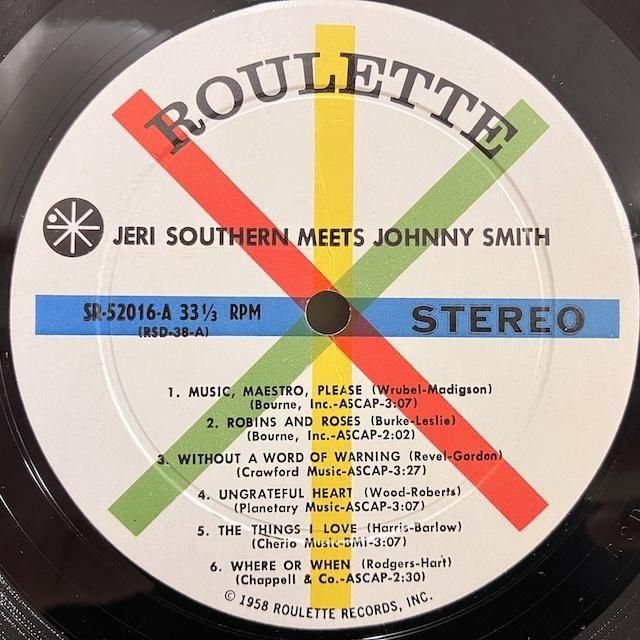 ROULETTE
JERI SOUTHERN MEETS JOHNNY SMITH
SR-52016-A 33⅓ RPM
(RSD-38-A)
STEREO
1. MUSIC, MAESTRO, PLEASE (Wrubel-Madigson)
(Bourne, Inc.-ASCAP-3:07)
2. ROBINS AND ROSES (Burke-Leslie)
(Bourne, Inc.-ASCAP-2:02)
3. WITHOUT A WORD OF WARNING (Revel-Gordon)
(Crawford Music-ASCAP-3:27)
4. UNGRATEFUL HEART (Wood-Roberts)
(Planetary Music-ASCAP-3:07)
5. THE THINGS I LOVE (Harris-Barlow)
(Cherio Music-BMI-3:07)
6. WHERE OR WHEN (Rodgers-Hart)
(Chappell & Co.-ASCAP-2:30)
© 1958 ROULETTE RECORDS, INC.